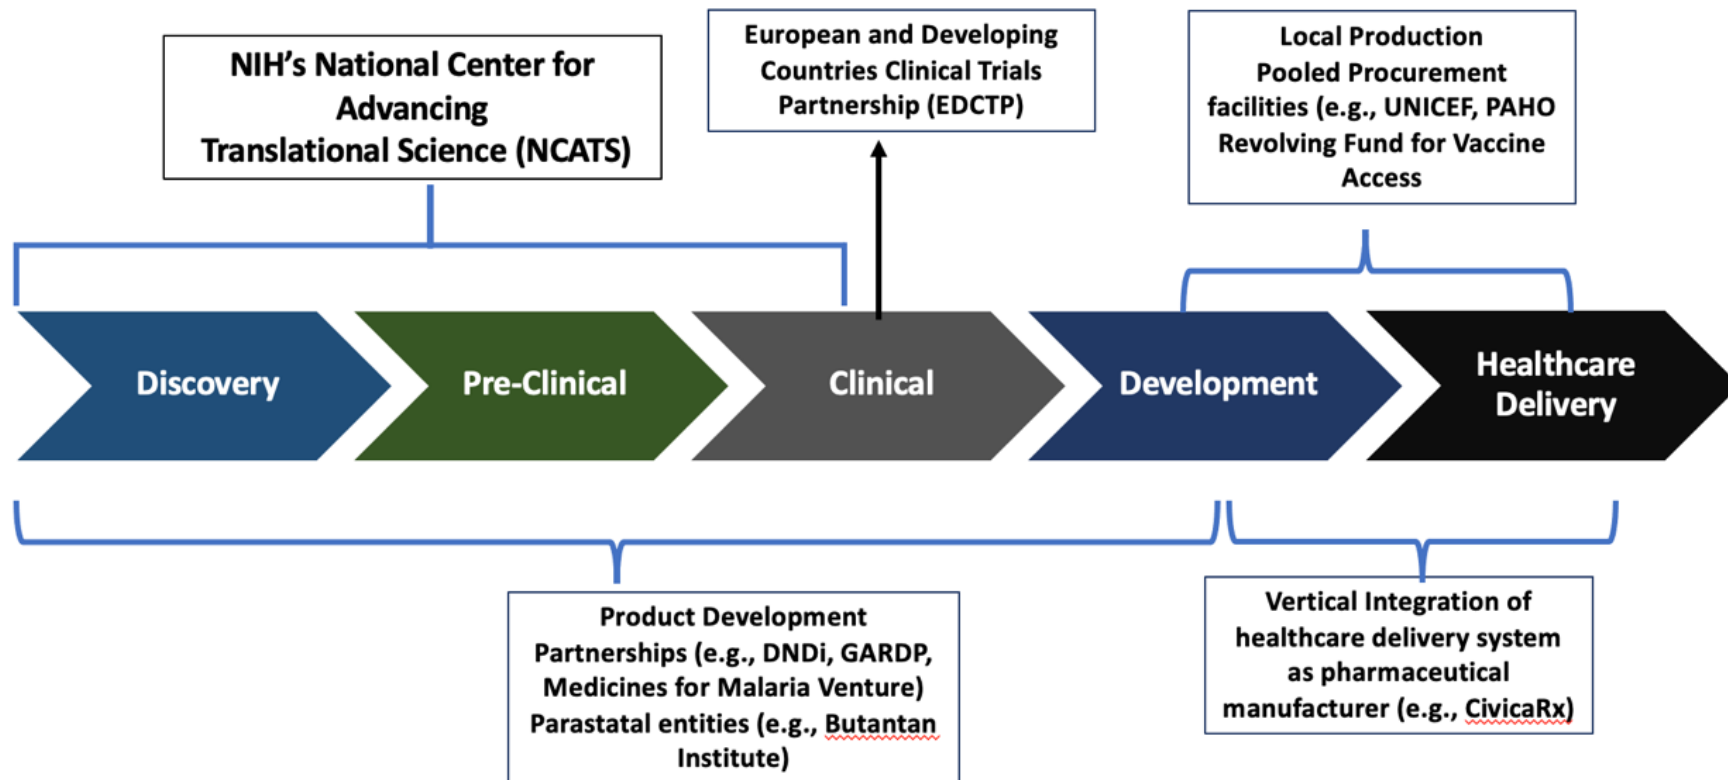 NIH’s National Center for
Advancing
Translational Science (NCATS)
European and Developing
Countries Clinical Trials
Partnership (EDCTP)
Local Production
Pooled Procurement
facilities (e.g., UNICEF, PAHO
Revolving Fund for Vaccine
Access
Discovery
Pre-Clinical
Clinical
Development
Healthcare
Delivery
Product Development
Partnerships (e.g., DNDi, GARDP,
Medicines for Malaria Venture)
Parastatal entities (e.g., Butantan
Institute)
Vertical Integration of
healthcare delivery system
as pharmaceutical
manufacturer (e.g., CivicaRx)